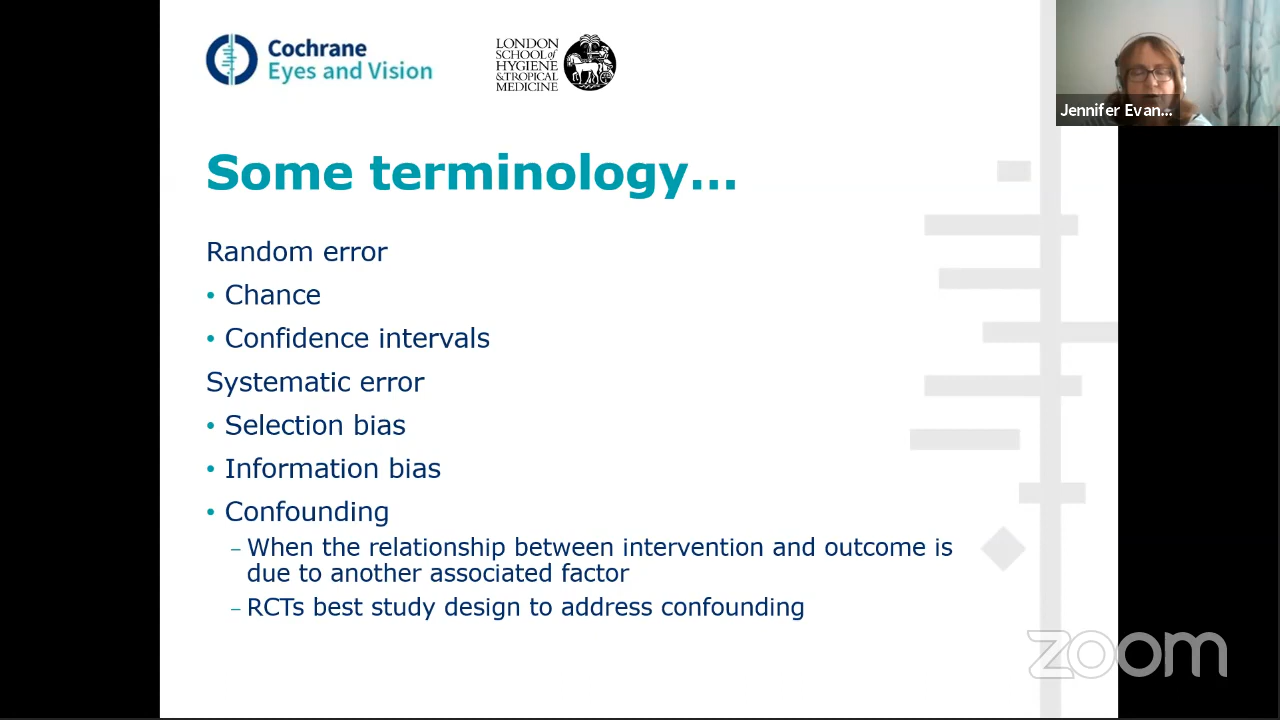 Cochrane
Eyes and Vision
LONDON
SCHOOL of
HYGIENE
& TROPICAL
MEDICINE
Jennifer Evan...
Some terminology...
Random error
• Chance
• Confidence intervals
Systematic error
• Selection bias
• Information bias
• Confounding
– When the relationship between intervention and outcome is
due to another associated factor
– RCTs best study design to address confounding
zoom